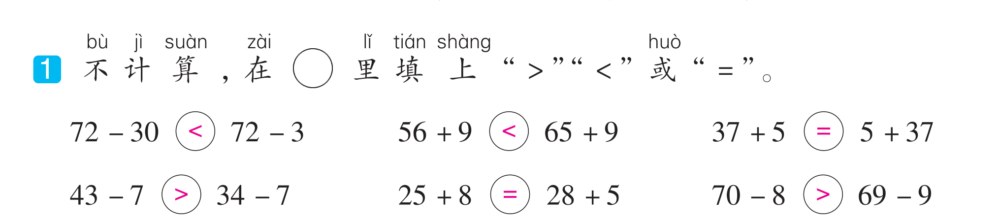 bù jì suàn zài lǐ tián shàng huò
1 不计算，在○里填上“＞”“＜”或“＝”。
72－30 < 72－3 56＋9 < 65＋9 37＋5 = 5＋37
43－7 > 34－7 25＋8 = 28＋5 70－8 > 69－9